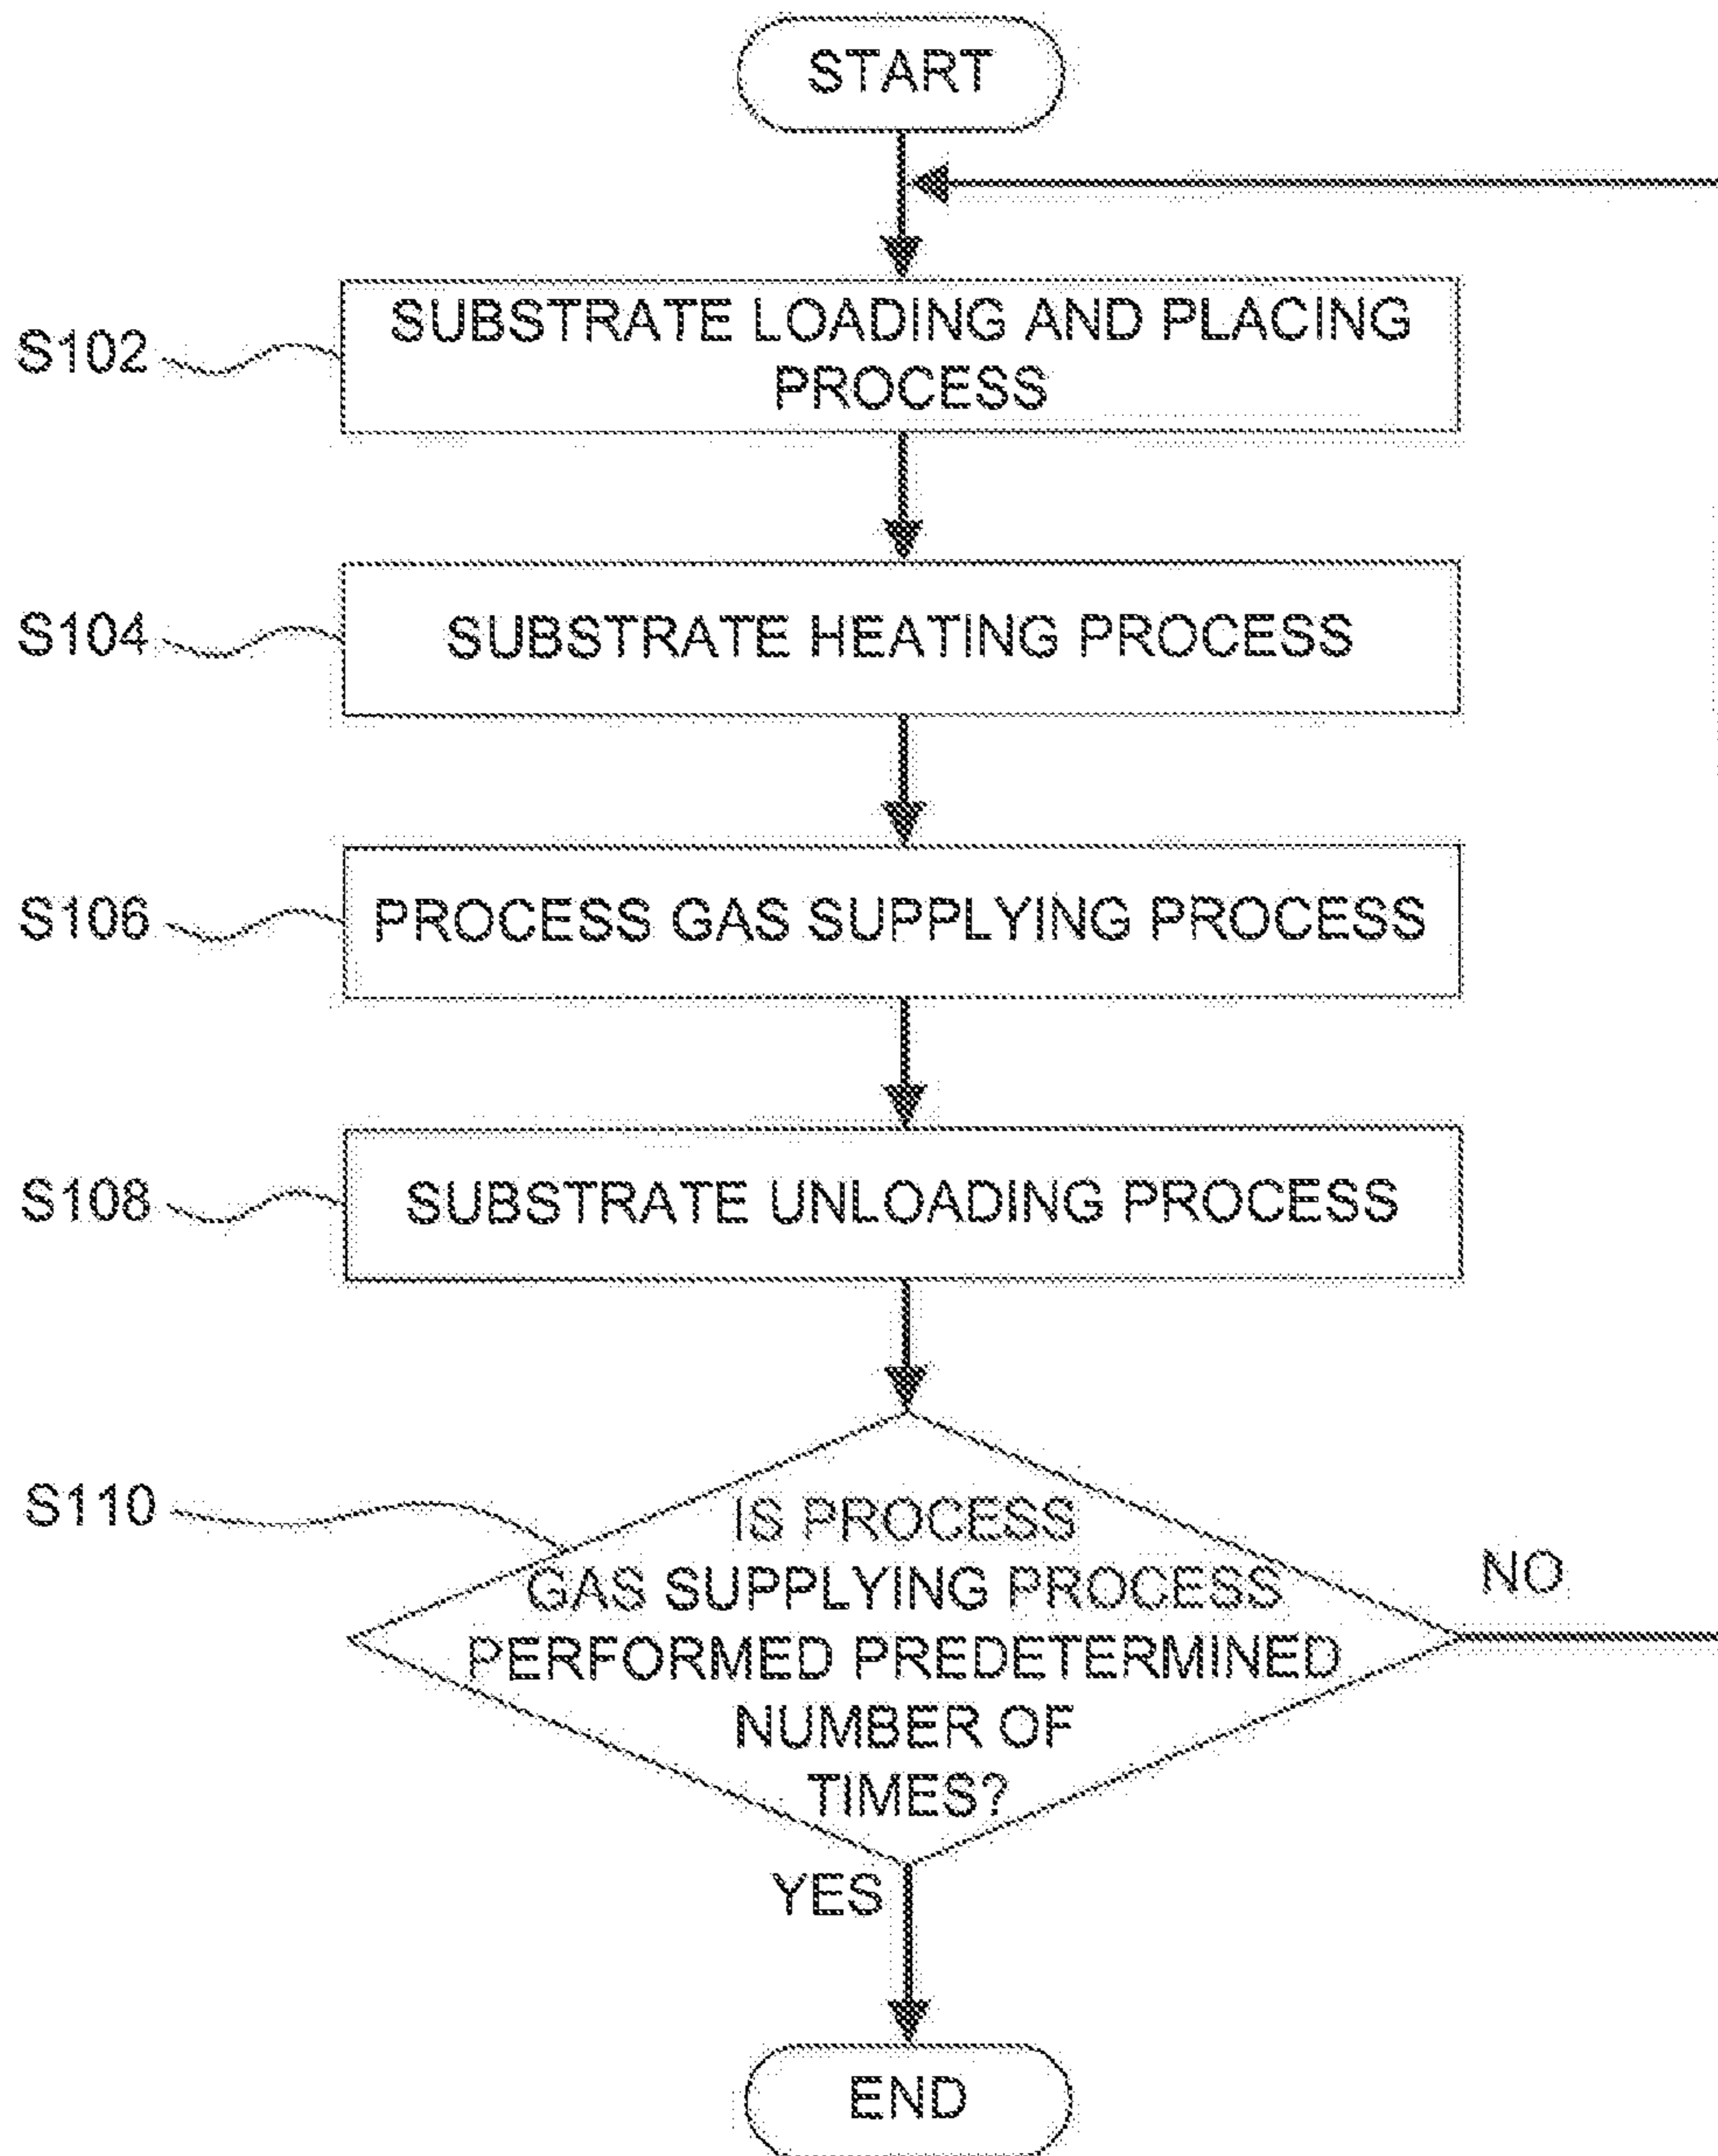 START
S102
SUBSTRATE LOADING AND PLACING
PROCESS
S104
SUBSTRATE HEATING PROCESS
S106
PROCESS GAS SUPPLYING PROCESS
S108
SUBSTRATE UNLOADING PROCESS
S110
IS PROCESS
GAS SUPPLYING PROCESS
PERFORMED PREDETERMINED
NUMBER OF
TIMES?
NO
YES
END